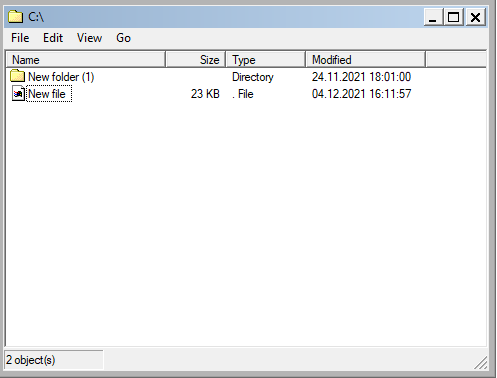 C:\
File Edit View Go
Name Size Type Modified
New folder (1) Directory 24.11.2021 18:01:00
New file 23 KB . File 04.12.2021 16:11:57
2 object(s)